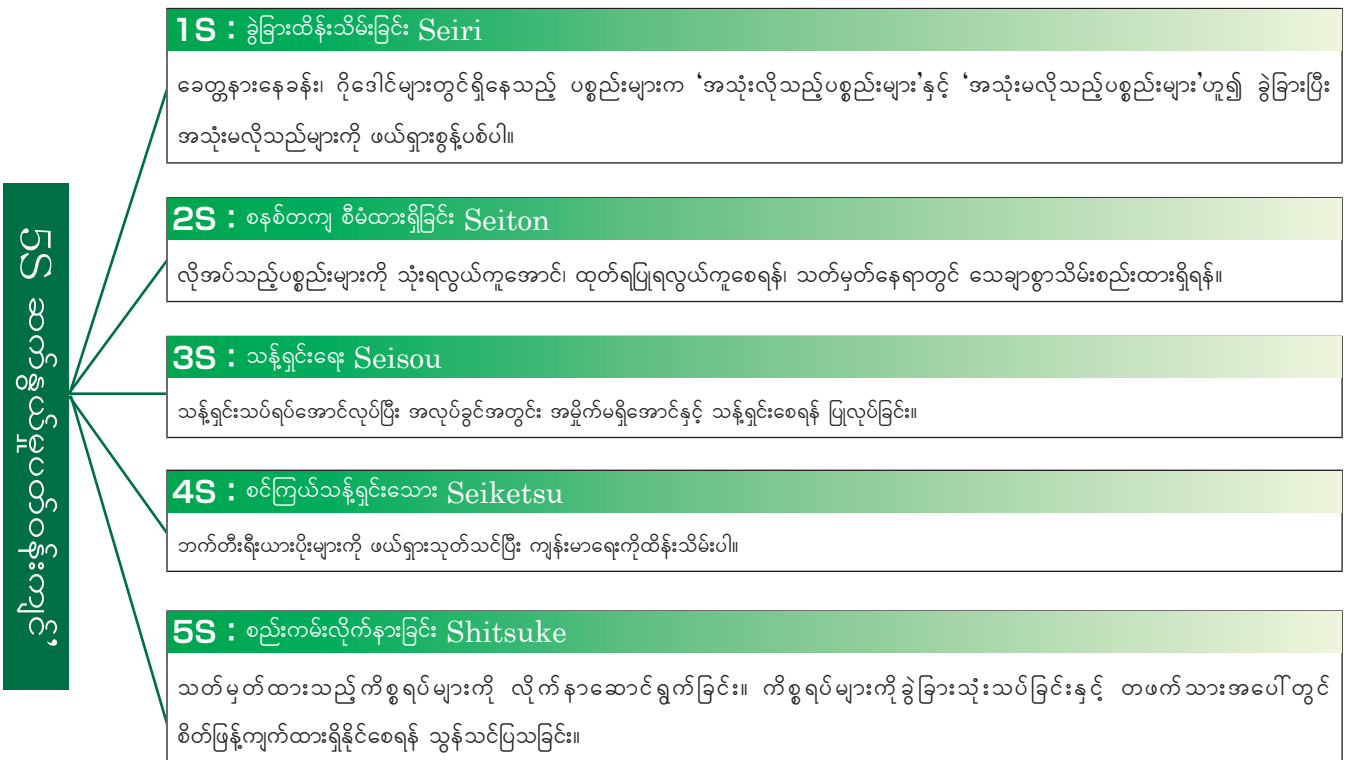 5S
1S : ခွဲခြားထိန်းသိမ်းခြင်း Seiri
ခေတ္တနားနေခန်း၊ ဂိုဒေါင်များတွင်ရှိနေသည့် ပစ္စည်းများက ‘အသုံးလိုသည့်ပစ္စည်းများ’နှင့် ‘အသုံးမလိုသည့်ပစ္စည်းများ’ဟူ၍ ခွဲခြားပြီး
အသုံးမလိုသည်များကို ဖယ်ရှားစွန့်ပစ်ပါ။
2S : စနစ်တကျ စီမံထားရှိခြင်း Seiton
လိုအပ်သည့်ပစ္စည်းများကို သုံးရလွယ်ကူအောင်၊ ထုတ်ရပြုရလွယ်ကူစေရန်၊ သတ်မှတ်နေရာတွင် သေချာစွာသိမ်းစည်းထားရှိရန်။
3S : သန့်ရှင်းရေး Seisou
သန့်ရှင်းသပ်ရပ်အောင်လုပ်ပြီး အလုပ်ခွင်အတွင်း အမှိုက်မရှိအောင်နှင့် သန့်ရှင်းစေရန် ပြုလုပ်ခြင်း။
4S : စင်ကြယ်သန့်ရှင်းသော Seiketsu
ဘက်တီးရီးယားပိုးများကို ဖယ်ရှားသုတ်သင်ပြီး ကျန်းမာရေးကိုထိန်းသိမ်းပါ။
5S : စည်းကမ်းလိုက်နာခြင်း Shitsuke
သတ်မှတ်ထားသည့်ကိစ္စရပ်များကို လိုက်နာဆောင်ရွက်ခြင်း။ ကိစ္စရပ်များကိုခွဲခြားသုံးသပ်ခြင်းနှင့် တဖက်သားအပေါ်တွင်
စိတ်ဖြန့်ကျက်ထားရှိနိုင်စေရန် သွန်သင်ပြသခြင်း။